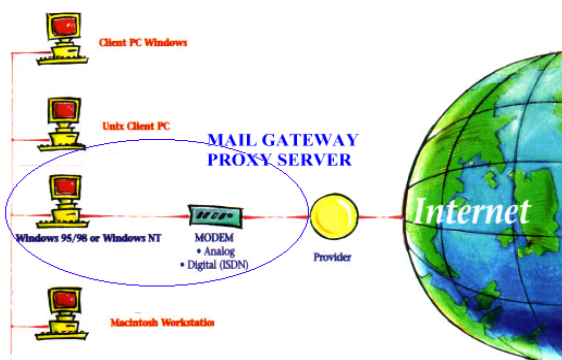 Client PC Windows
Unix Client PC
MAIL GATEWAY
PROXY SERVER
Windows 95/98 or Windows NT
MODEM
• Analog
• Digital (ISDN)
Provider
Internet
Macintosh Workstation